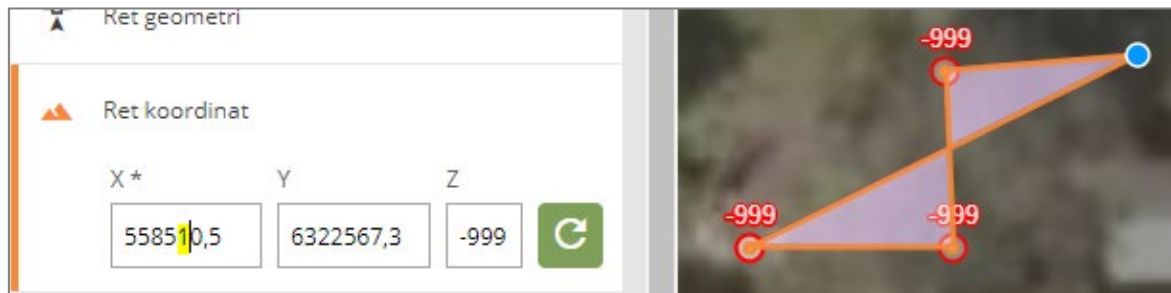 Ret geometri
Ret koordinat
X * Y Z
558510,5 6322567,3 -999
-999
-999 -999